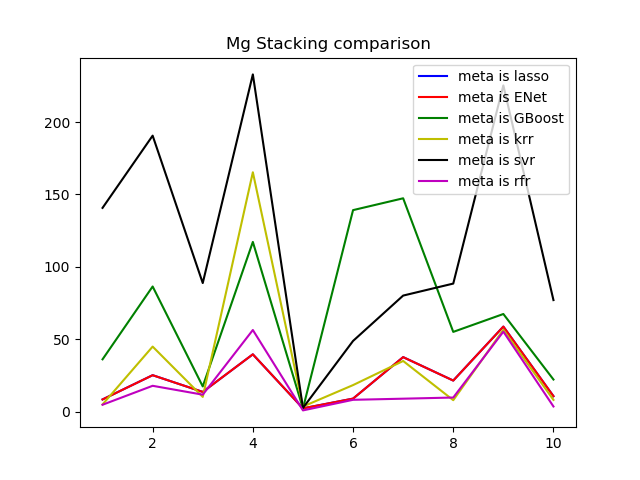 Mg Stacking comparison
meta is lasso
meta is ENet
meta is GBoost
meta is krr
meta is svr
meta is rfr
200
150
100
50
0
2 4 6 8 10